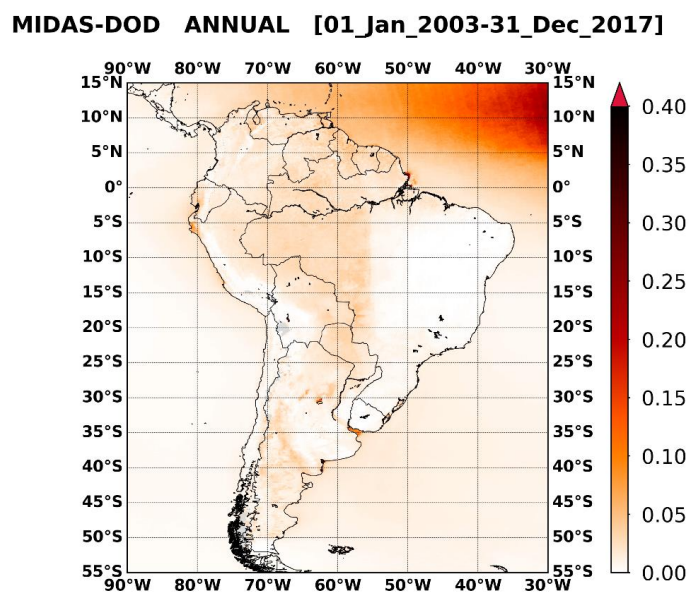 MIDAS-DOD ANNUAL [01_Jan_2003-31_Dec_2017]
90°W 80°W 70°W 60°W 50°W 40°W 30°W
15°N 15°N 0.40
10°N 10°N
5°N 5°N 0.35
0° 0°
5°S 5°S 0.30
10°S 10°S 0.25
15°S 15°S
20°S 20°S 0.20
25°S 25°S
30°S 30°S 0.15
35°S 35°S
40°S 40°S 0.10
45°S 45°S
50°S 50°S 0.05
55°S 55°S 0.00
90°W 80°W 70°W 60°W 50°W 40°W 30°W